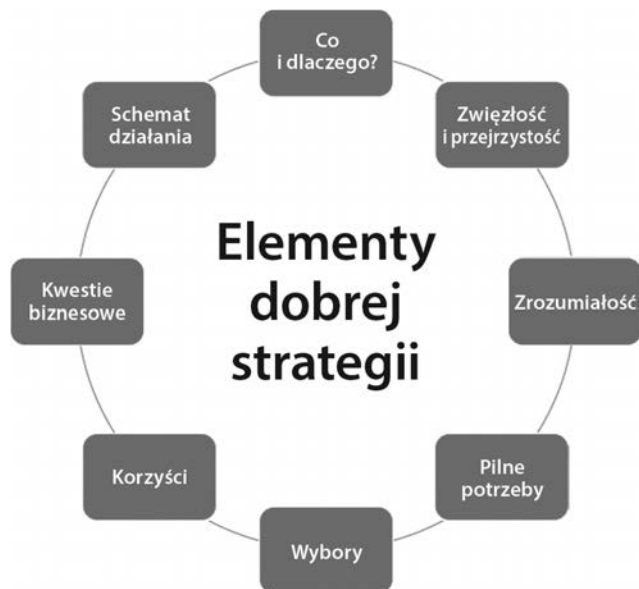 Co
i dlaczego?
Zwięzłość
i przejrzystość
Zrozumiałość
Pilne
potrzeby
Wybory
Korzyści
Kwestie
biznesowe
Schemat
działania
Elementy
dobrej
strategii